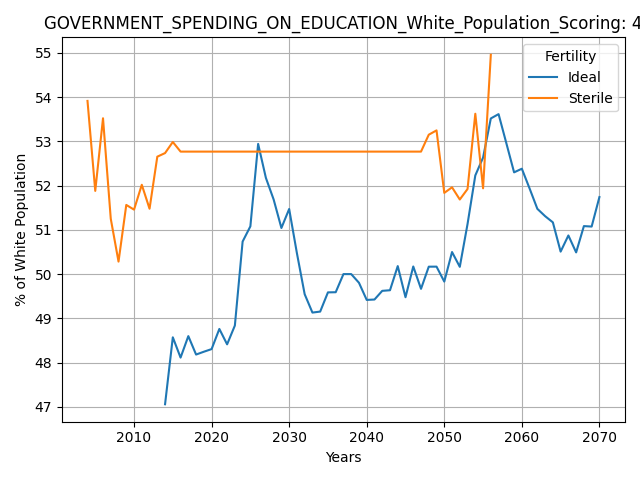 GOVERNMENT_SPENDING_ON_EDUCATION_White_Population_Scoring: 4
55
54
53
52
51
50
49
48
47
% of White Population
Fertility
Ideal
Sterile
2010
2020
2030
2040
2050
2060
2070
Years